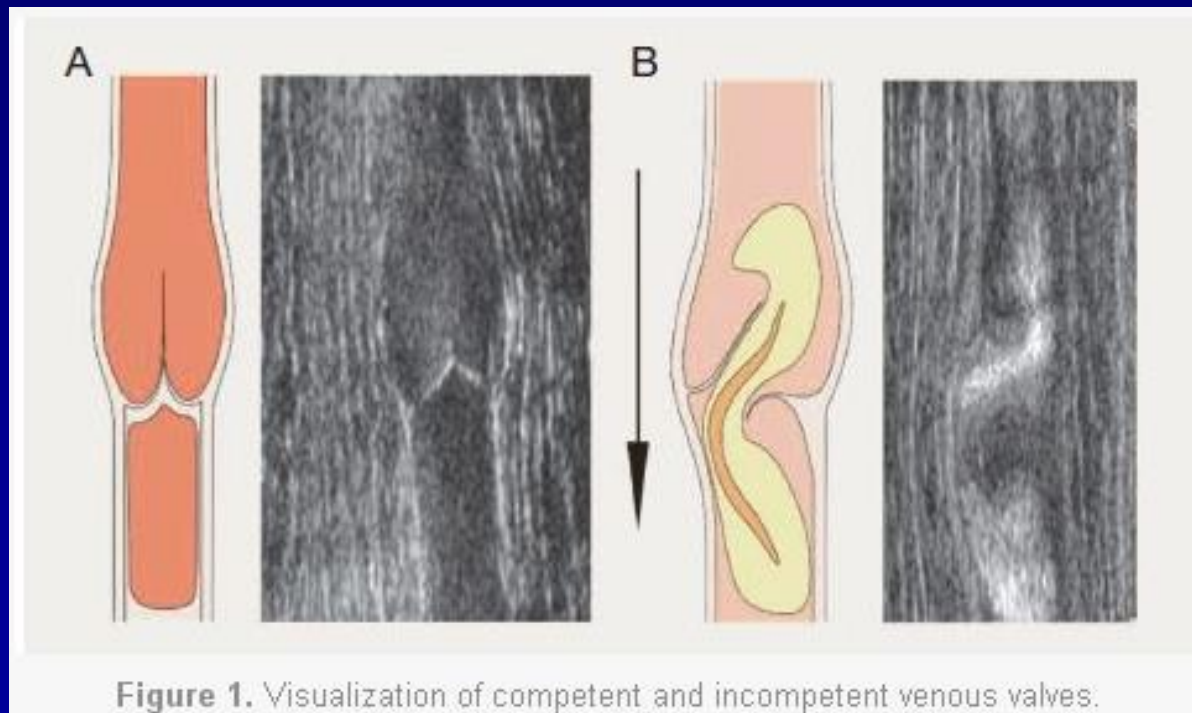 A
B
Figure 1. Visualization of competent and incompetent venous valves.